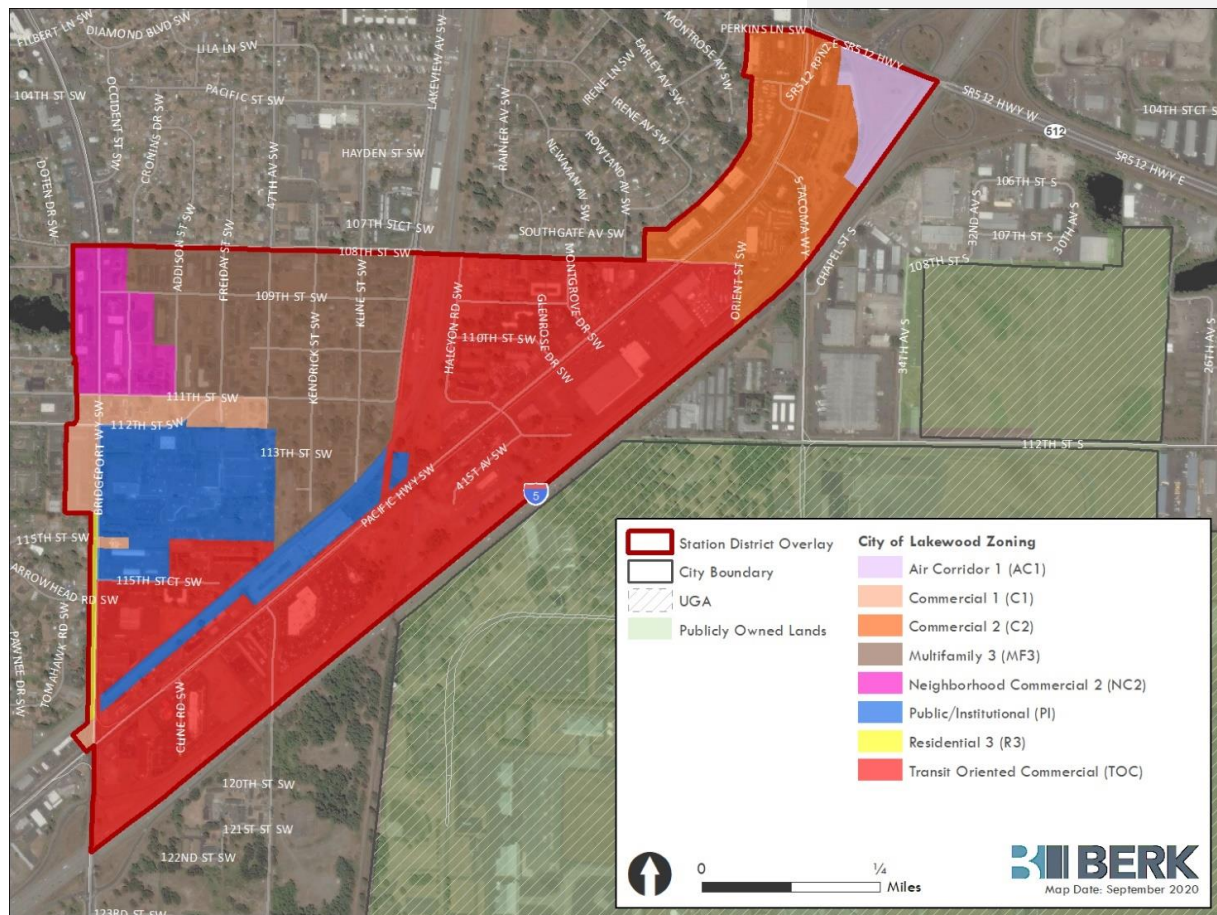 FILBERT LN SW
DIAMOND BLVD SW
LILA LN SW
104TH ST SW
OCCIDENT ST SW
CRONINS DR SW
PACIFIC ST SW
47TH AV SW
HAYDEN ST SW
LAKEVIEW AV SW
DOTEN DR SW
107TH STCT SW
RAINIER AV SW
IRENE LN SW
EARLEY AV SW
MONTROSE AV SW
IRENE AV SW
ROWLAND AV SW
NEWMAN AV SW
SOUTHGATE AV SW
PERKINS LN SW
SR512 HWY
SR512 HWY W
512
SR512 HWY E
104TH STCT S
106TH ST S
32ND AV S
107TH ST S
30TH AV S
108TH ST S
S TACOMA WY
CHAPEL ST S
ORIENT ST SW
34TH AV S
26TH AV S
112TH ST S
108TH ST SW
ADDISON ST SW
FREIDAY ST SW
109TH ST SW
KENDRICK ST SW
KLINE ST SW
HALCYON RD SW
110TH ST SW
GLENROSE DR SW
MONTGROVE DR SW
111TH ST SW
112TH ST SW
113TH ST SW
BRIDGEPORT WY SW
PACIFIC HWY SW
41ST AV SW
5
115TH ST SW
115TH STCT SW
ARROWHEAD RD SW
TOMAHAWK RD SW
PAWNEE DR SW
CLINE RD SW
120TH ST SW
121ST ST SW
122ND ST SW
123RD ST SW
Station District Overlay
City Boundary
UGA
Publicly Owned Lands
City of Lakewood Zoning
Air Corridor 1 (AC1)
Commercial 1 (C1)
Commercial 2 (C2)
Multifamily 3 (MF3)
Neighborhood Commercial 2 (NC2)
Public/Institutional (PI)
Residential 3 (R3)
Transit Oriented Commercial (TOC)
0
¼
Miles
BERK
Map Date: September 2020